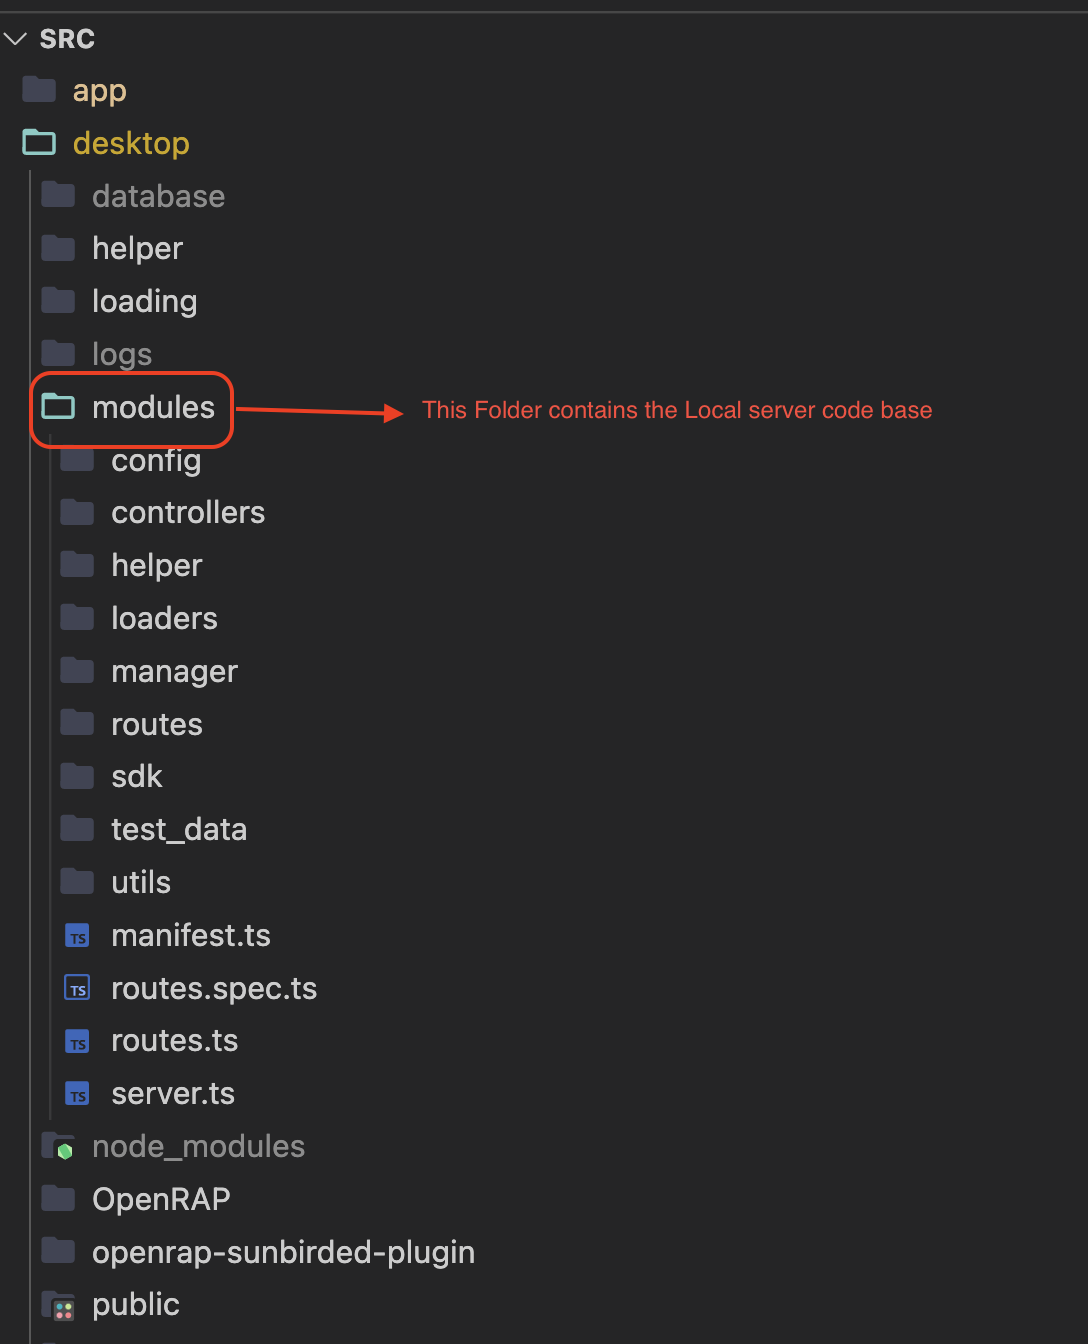 SRC
app
desktop
database
helper
loading
logs
modules This Folder contains the Local server code base
config
controllers
helper
loaders
manager
routes
sdk
test_data
utils
TS manifest.ts
TS routes.spec.ts
TS routes.ts
TS server.ts
node_modules
OpenRAP
openrap-sunbirded-plugin
public